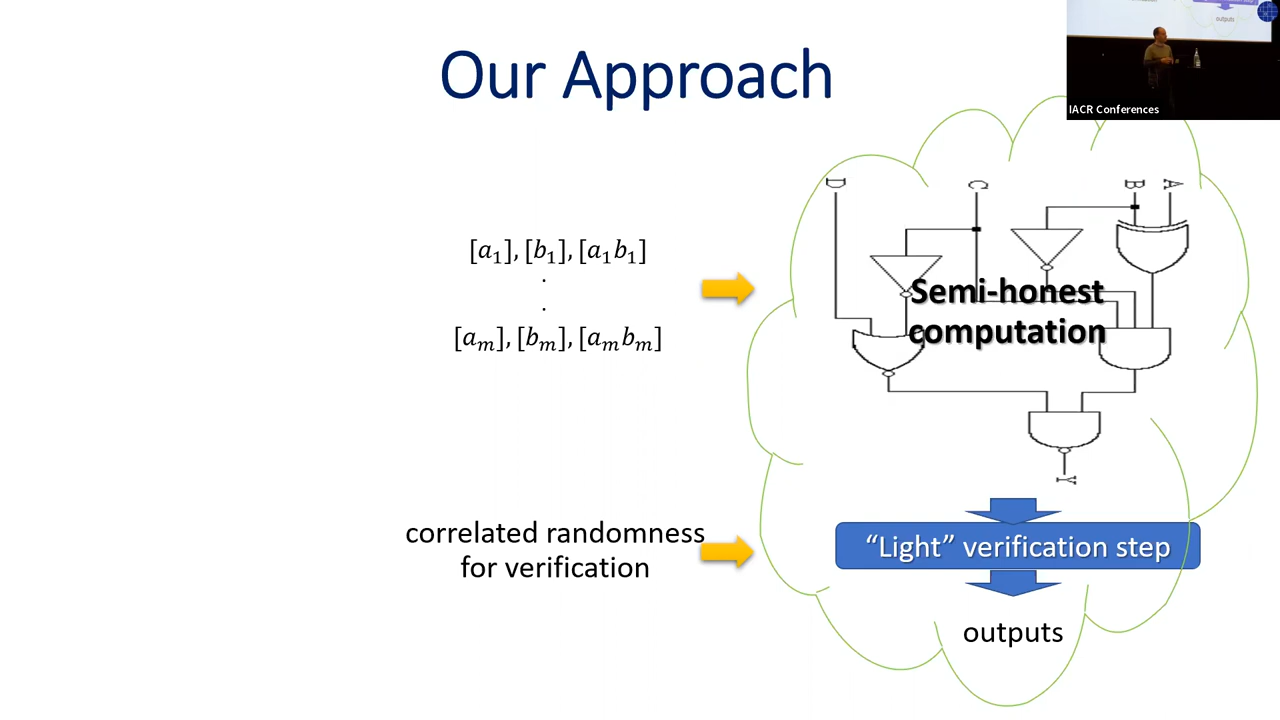 Our Approach
outputs
IACR Conferences
D
C
B
A
[a₁], [b₁], [a₁b₁]
.
.
[aₘ], [bₘ], [aₘbₘ]
Semi-honest
computation
Y
correlated randomness
for verification
“Light” verification step
outputs